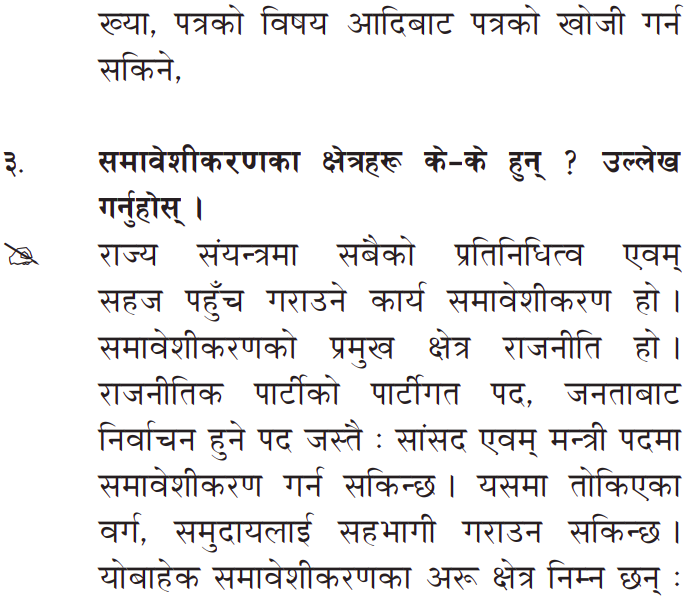 ख्या, पत्रको विषय आदिबाट पत्रको खोजी गर्न
सकिने,
३. समावेशीकरणका क्षेत्रहरू के–के हुन् ? उल्लेख
गर्नुहोस् ।
राज्य संयन्त्रमा सबैको प्रतिनिधित्व एवम्
सहज पहुँच गराउने कार्य समावेशीकरण हो ।
समावेशीकरणको प्रमुख क्षेत्र राजनीति हो ।
राजनीतिक पार्टीको पार्टीगत पद, जनताबाट
निर्वाचन हुने पद जस्तै : सांसद एवम् मन्त्री पदमा
समावेशीकरण गर्न सकिन्छ । यसमा तोकिएका
वर्ग, समुदायलाई सहभागी गराउन सकिन्छ ।
योबाहेक समावेशीकरणका अरू क्षेत्र निम्न छन् :